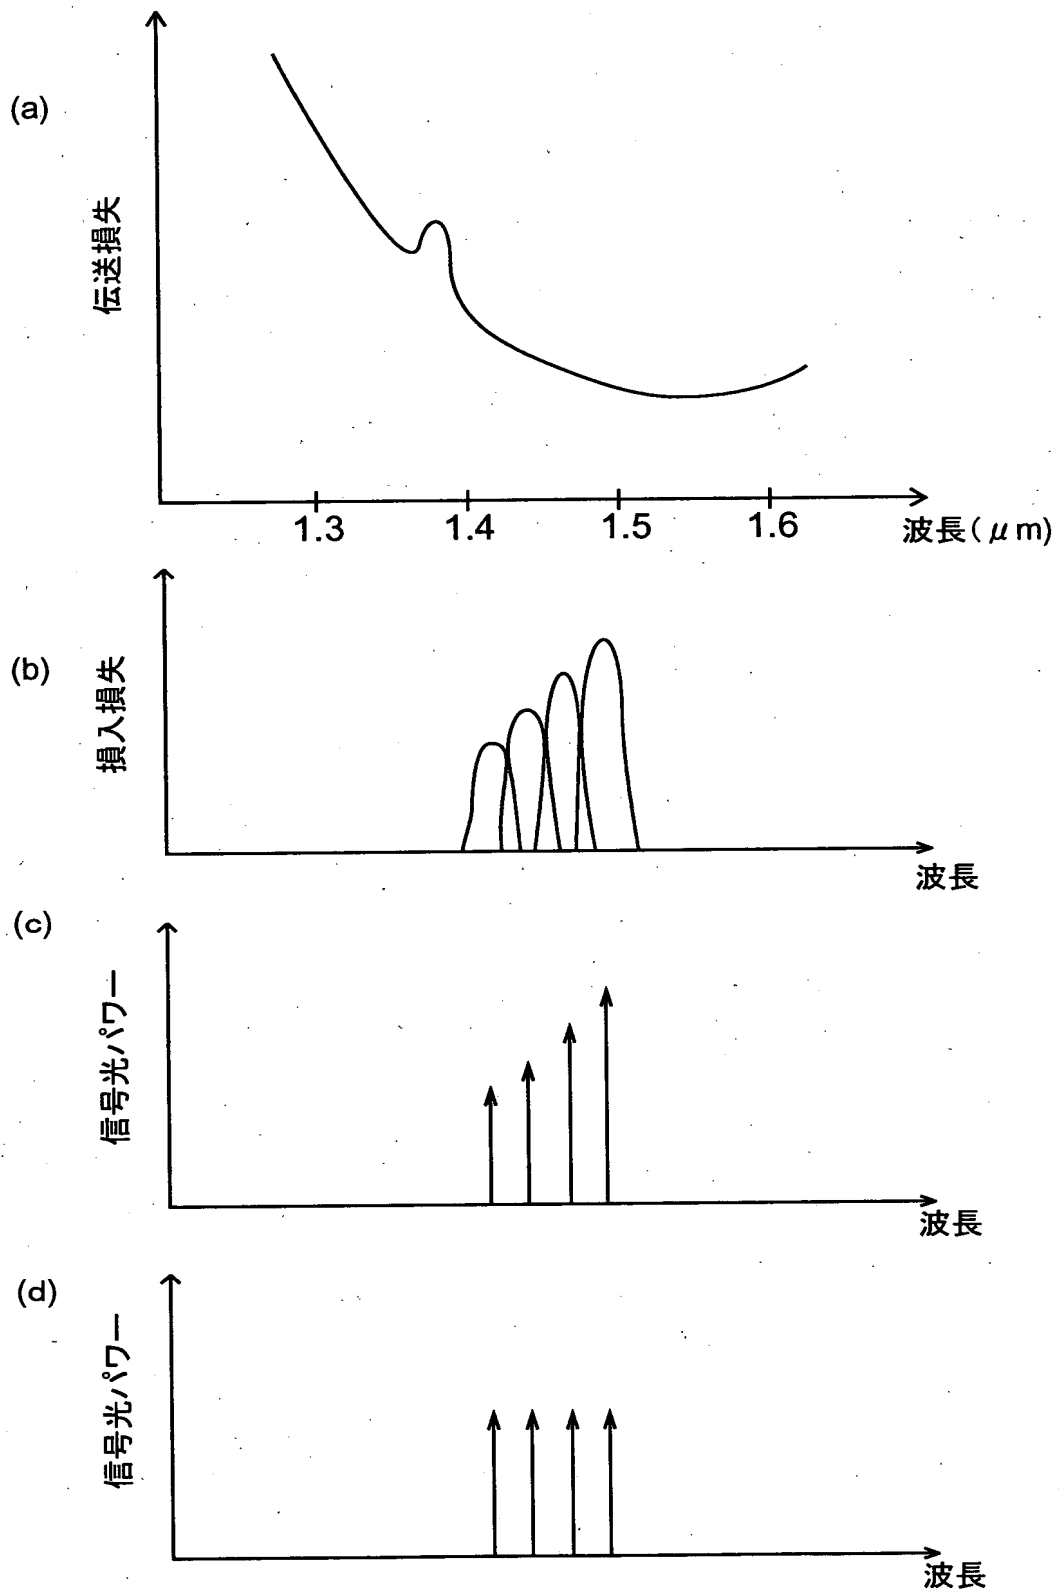 (a)
伝送損失
1.3 1.4 1.5 1.6
波長(μm)
(b)
損入損失
波長
(c)
信号光パワー
波長
(d)
信号光パワー
波長